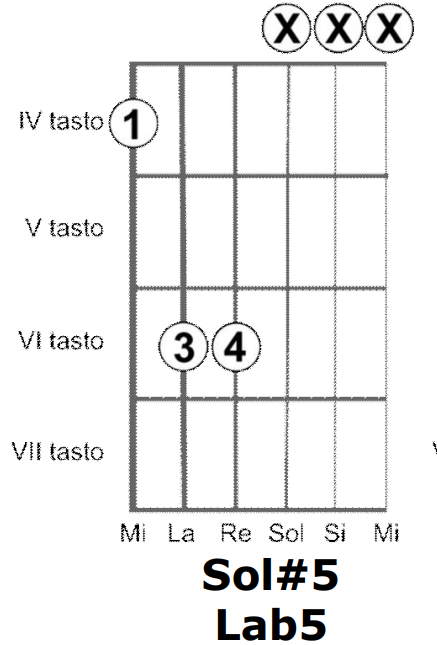 X X X
IV tasto 1
V tasto
VI tasto 3 4
VII tasto
Mi La Re Sol Si Mi
Sol#5
Lab5